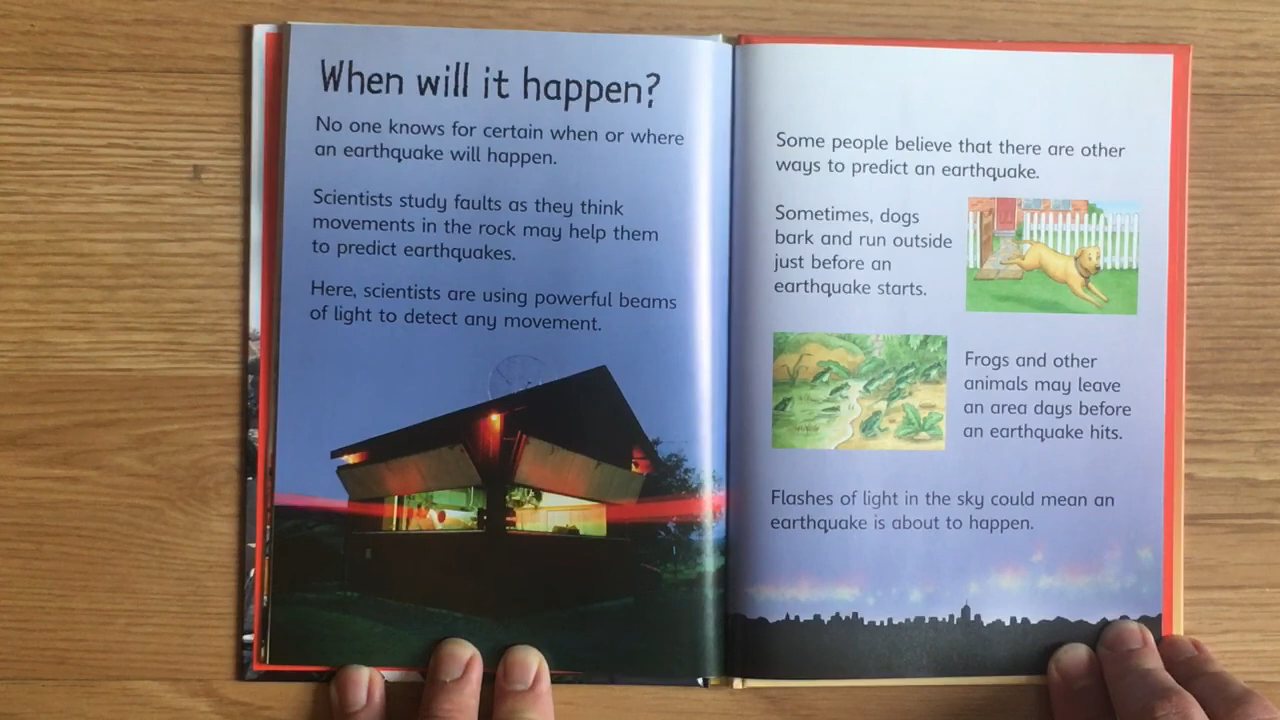 When will it happen?
No one knows for certain when or where
an earthquake will happen.
Scientists study faults as they think
movements in the rock may help them
to predict earthquakes.
Here, scientists are using powerful beams
of light to detect any movement.
Some people believe that there are other
ways to predict an earthquake.
Sometimes, dogs
bark and run outside
just before an
earthquake starts.
Frogs and other
animals may leave
an area days before
an earthquake hits.
Flashes of light in the sky could mean an
earthquake is about to happen.